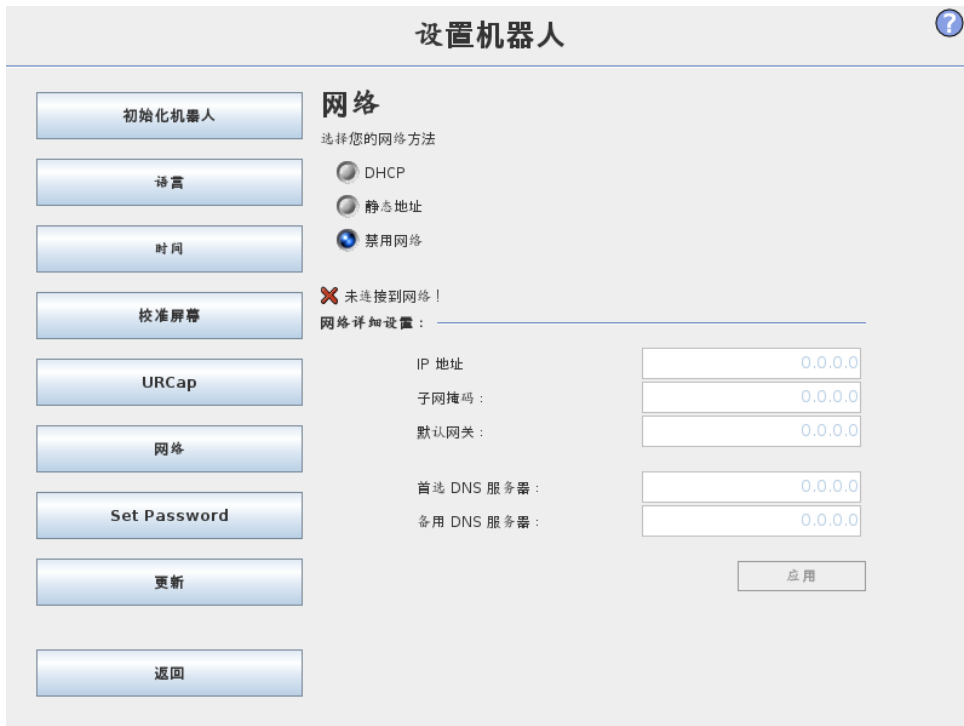 设置机器人
?
初始化机器人
语言
时间
校准屏幕
URCap
网络
Set Password
更新
返回
网络
选择您的网络方法
DHCP
静态地址
禁用网络
未连接到网络！
网络详细设置：
IP 地址 0.0.0.0
子网掩码： 0.0.0.0
默认网关： 0.0.0.0
首选 DNS 服务器： 0.0.0.0
备用 DNS 服务器： 0.0.0.0
应用